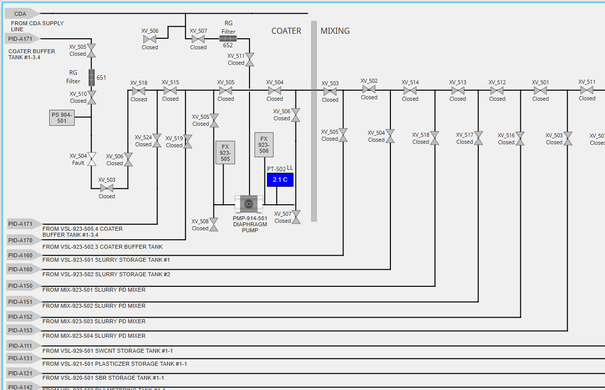 CDA
FROM CDA SUPPLY
LINE
PID-A171
COATER BUFFER
TANK #1-3,4
XV_505
Closed
RG
Filter
651
XV_510
Closed
PS 904-
501
XV_504
Fault
XV_506
Closed
XV_503
Closed
XV_506
Closed
XV_507
Closed
RG
Filter
652
XV_511
Closed
COATER
MIXING
XV_518
Closed
XV_515
Closed
XV_505
Closed
XV_504
Closed
XV_503
Closed
XV_502
Closed
XV_514
Closed
XV_513
Closed
XV_512
Closed
XV_501
Closed
XV_511
Closed
XV_524
Closed
XV_519
Closed
XV_505
Closed
XV_506
Closed
XV_505
Closed
XV_504
Closed
XV_518
Closed
XV_517
Closed
XV_516
Closed
XV_503
Closed
FX
923-
505
FX
923-
506
PT-502
LL
2.1 C
XV_508
Closed
PMP-914-501
DIAPHRAGM
PUMP
XV_507
Closed
PID-A171
FROM VSL-923-505,4 COATER
BUFFER TANK #1-3,4
PID-A170
FROM VSL-923-502,3 COATER BUFFER TANK
PID-A160
FROM VSL-923-501 SLURRY STORAGE TANK #1
PID-A160
FROM VSL-923-502 SLURRY STORAGE TANK #2
PID-A150
FROM MIX-923-501 SLURRY PD MIXER
PID-A151
FROM MIX-923-502 SLURRY PD MIXER
PID-A152
FROM MIX-923-503 SLURRY PD MIXER
PID-A153
FROM MIX-923-504 SLURRY PD MIXER
PID-A111
FROM VSL-929-501 SWCNT STORAGE TANK #1-1
PID-A131
FROM VSL-921-501 PLASTICZER STORAGE TANK #1-1
PID-A121
FROM VSL-920-501 SBR STORAGE TANK #1-1
PID-A142